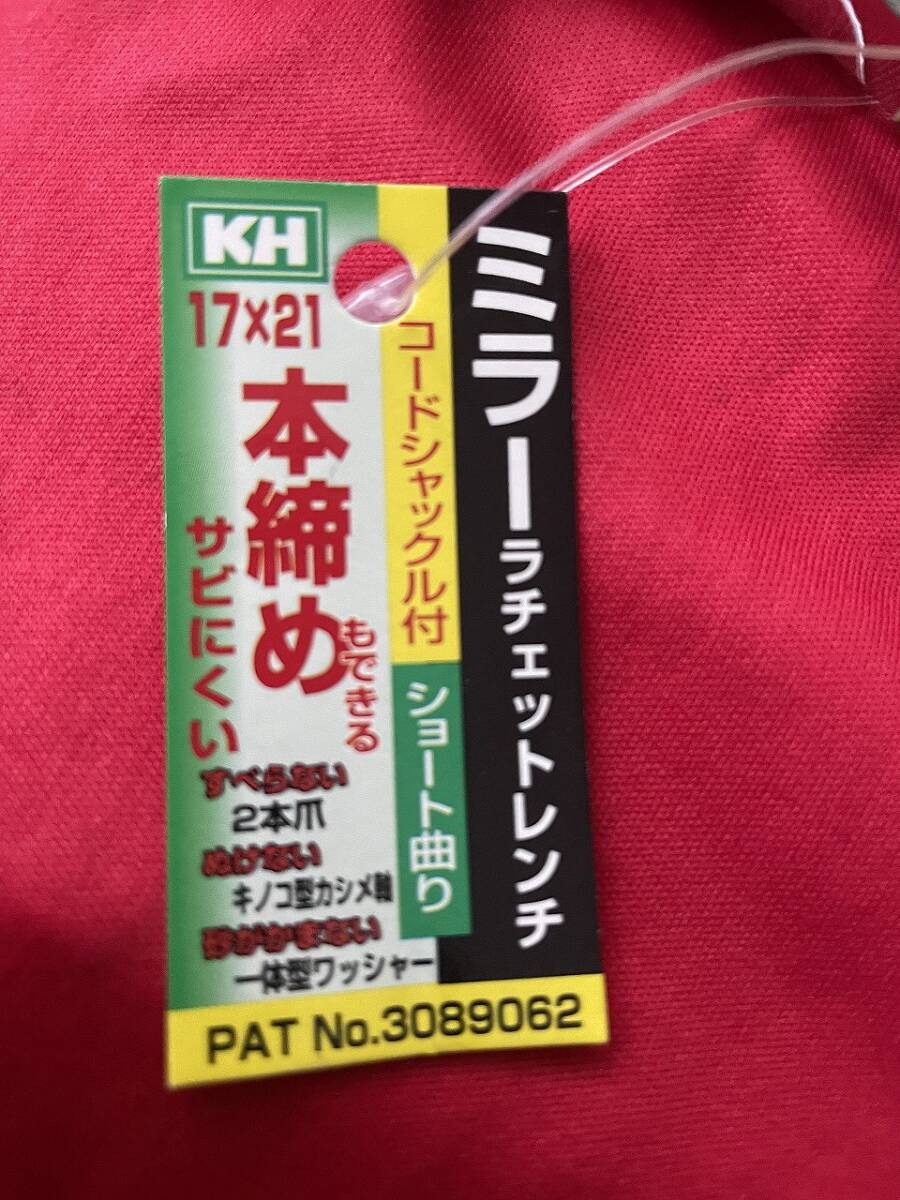 KH
17×21
ミラーラチェットレンチ
コードシャックル付
ショート曲り
本締め
もできる
サビにくい
すべらない
2本爪
ぬけない
キノコ型カシメ軸
砂がかまない
一体型ワッシャー
PAT No.3089062